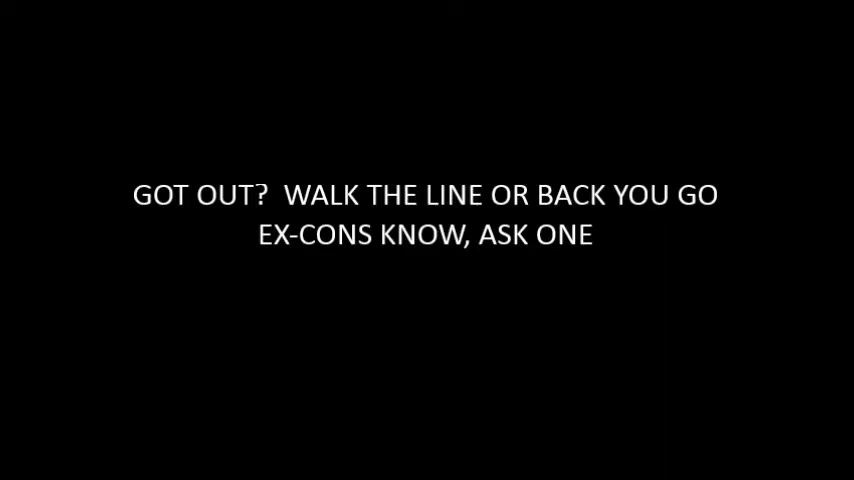 GOT OUT?  WALK THE LINE OR BACK YOU GO
EX-CONS KNOW, ASK ONE